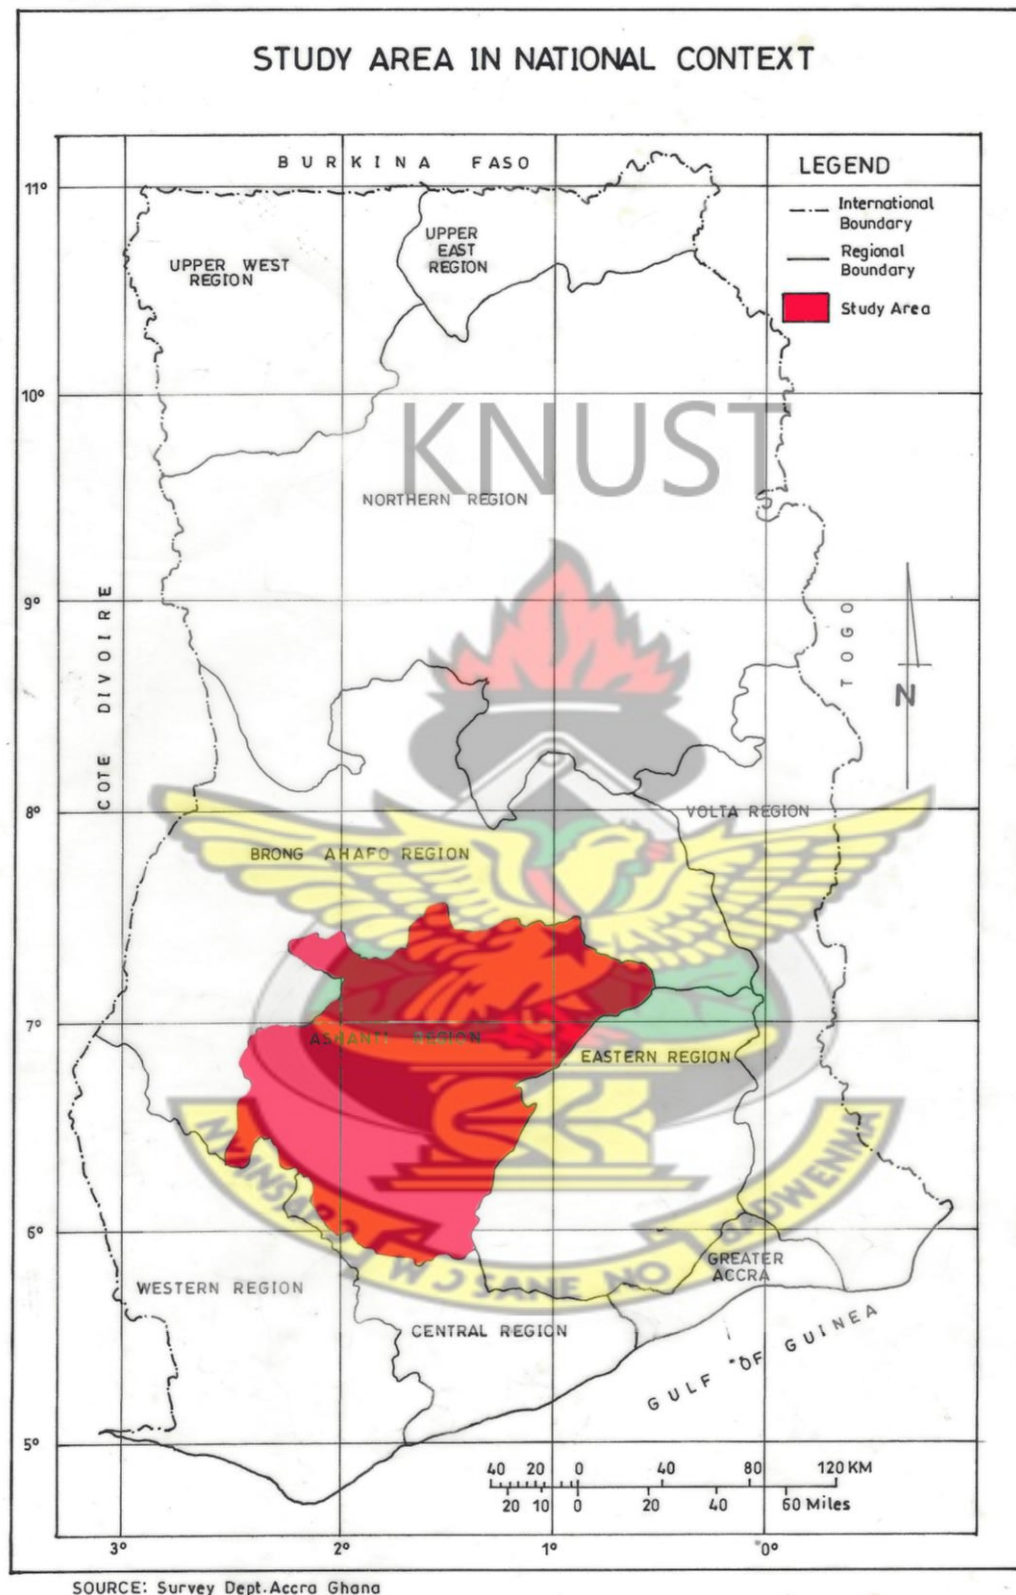 STUDY AREA IN NATIONAL CONTEXT
BURKINA FASO
LEGEND
International
Boundary
Regional
Boundary
Study Area
11°
UPPER WEST
REGION
UPPER
EAST
REGION
10°
KNUST
NORTHERN REGION
9°
COTE DIVOIRE
TOGO
N
8°
VOLTA REGION
BRONG AHAFO REGION
7°
ASHANTI REGION
EASTERN REGION
6°
WESTERN REGION
GREATER
ACCRA
W C SANE NO
BADWENMA
CENTRAL REGION
GULF OF GUINEA
5°
40 20 0 40 80 120 KM
20 10 0 20 40 60 Miles
3° 2° 1° 0°
SOURCE: Survey Dept. Accra Ghana